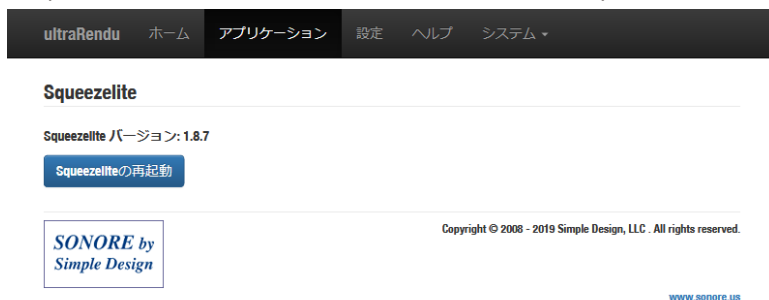 ultraRendu ホーム アプリケーション 設定 ヘルプ システム
Squeezelite
Squeezelite バージョン: 1.8.7
Squeezeliteの再起動
SONORE by
Simple Design
Copyright © 2008 - 2019 Simple Design, LLC . All rights reserved.
www.sonore.us